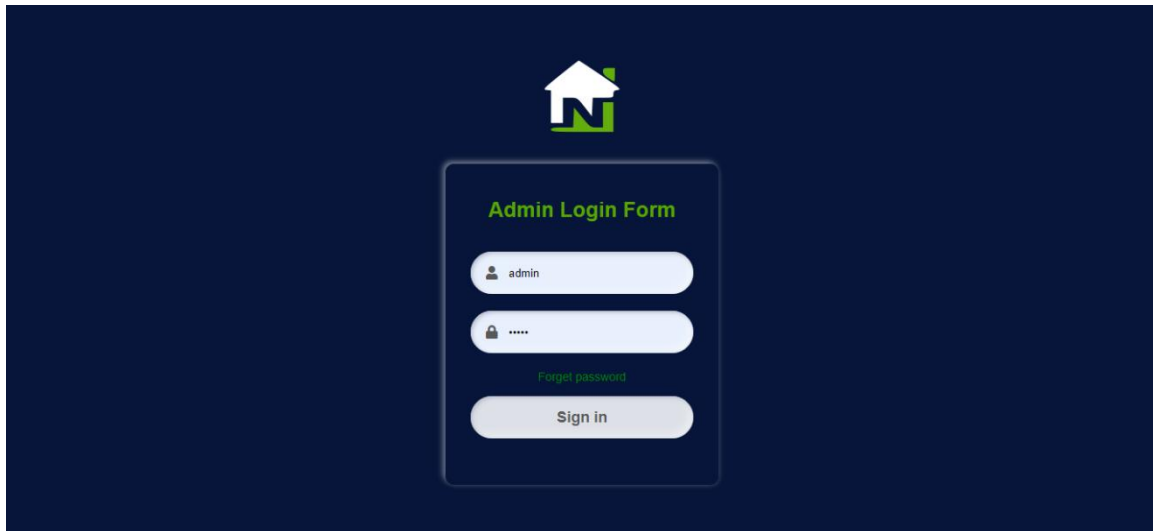 N
Admin Login Form
admin
•••••
Forget password
Sign in